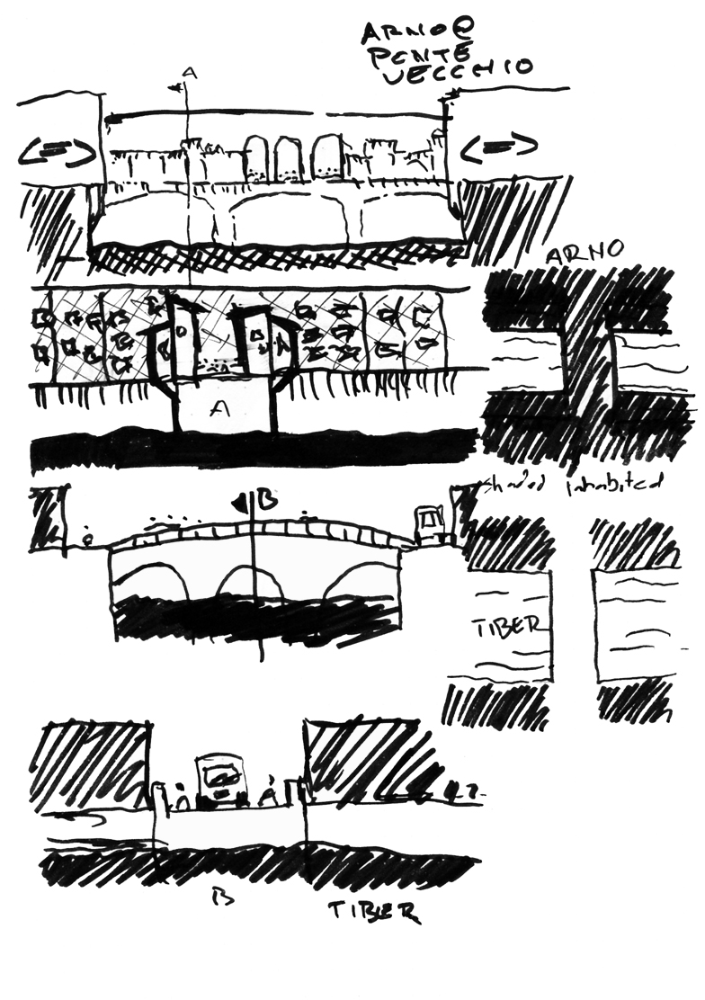 ARNO @
PONTE
VECCHIO
A
ARNO
A
shaded inhabited
B
TIBER
B
TIBER